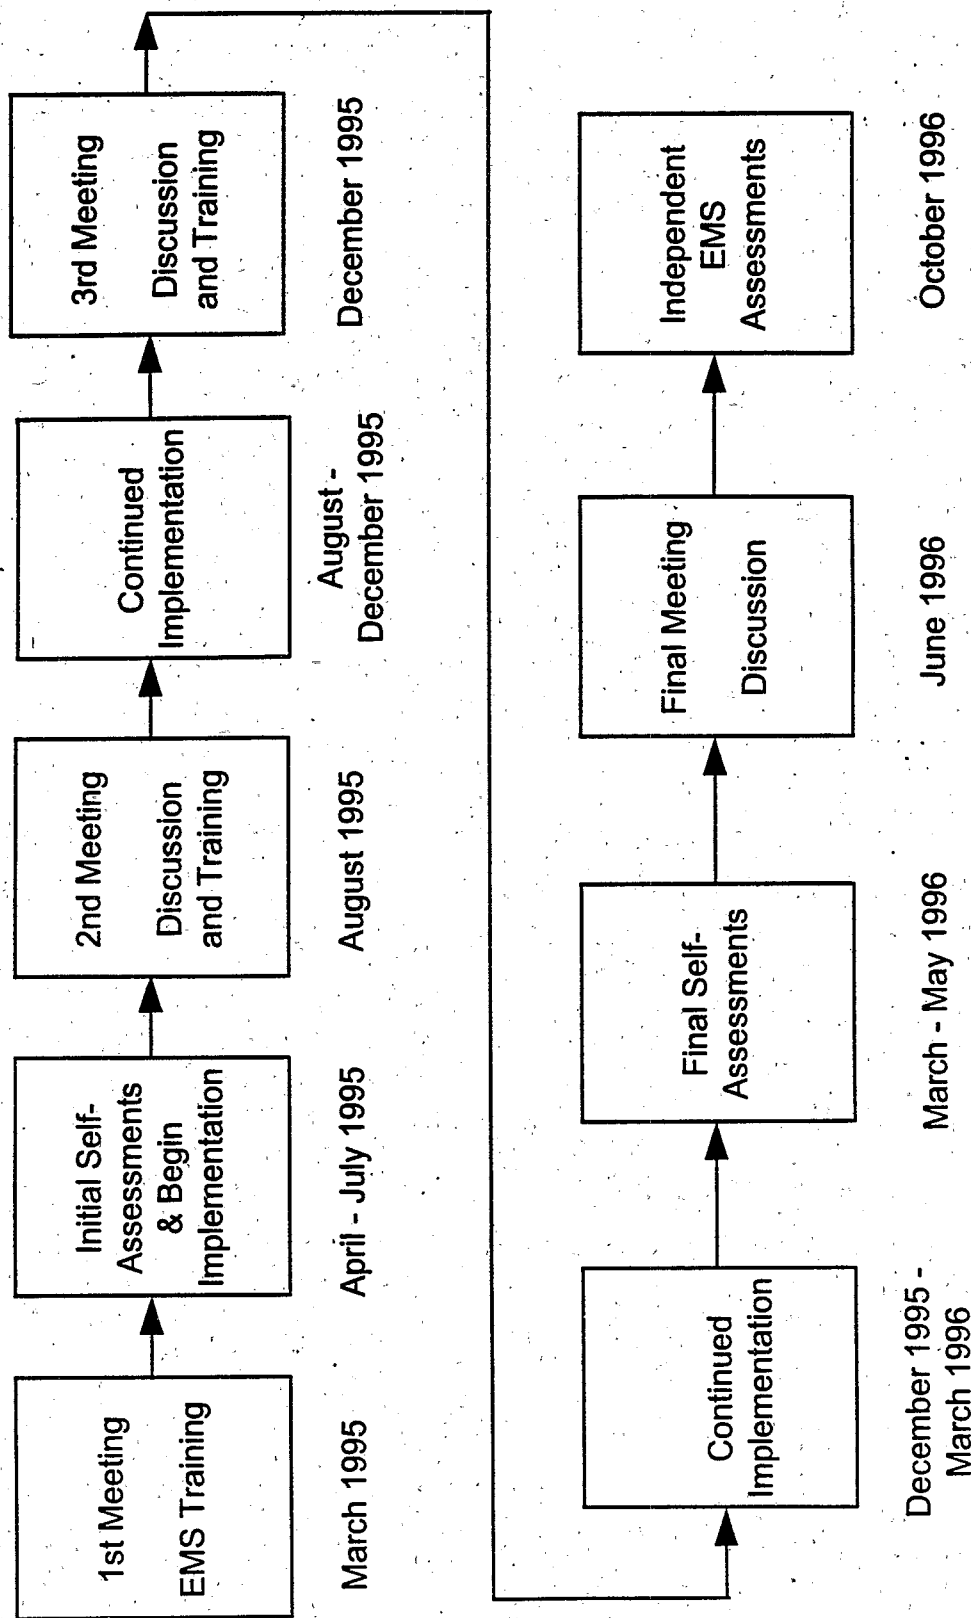 1st Meeting
EMS Training
March 1995
Initial Self-
Assessments
& Begin
Implementation
April - July 1995
2nd Meeting
Discussion
and Training
August 1995
Continued
Implementation
August -
December 1995
3rd Meeting
Discussion
and Training
December 1995
Continued
Implementation
December 1995 -
March 1996
Final Self-
Assessments
March - May 1996
Final Meeting
Discussion
June 1996
Independent
EMS
Assessments
October 1996